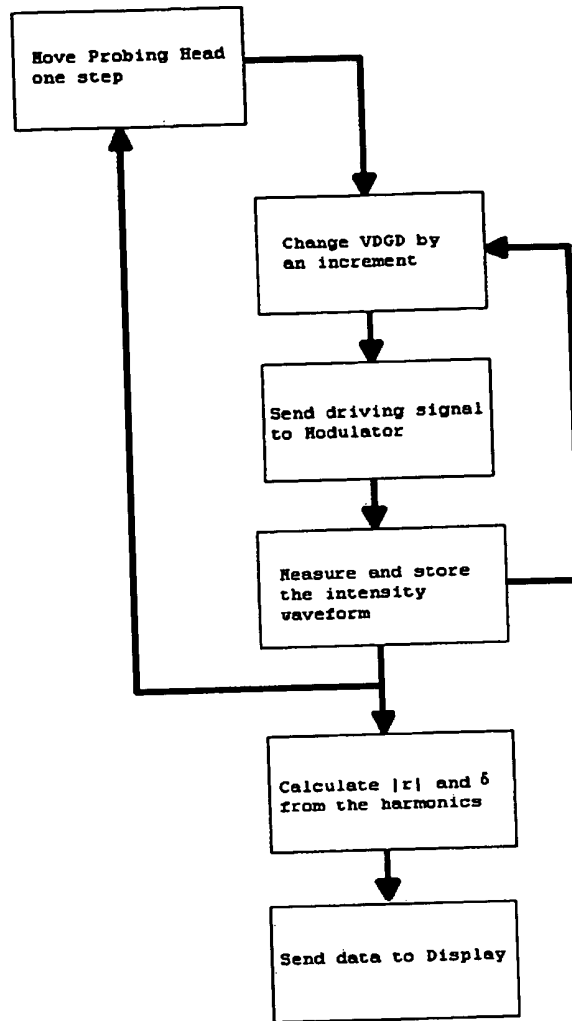 Move Probing Head
one step
Change VDGD by
an increment
Send driving signal
to Modulator
Measure and store
the intensity
waveform
Calculate |r| and δ
from the harmonics
Send data to Display